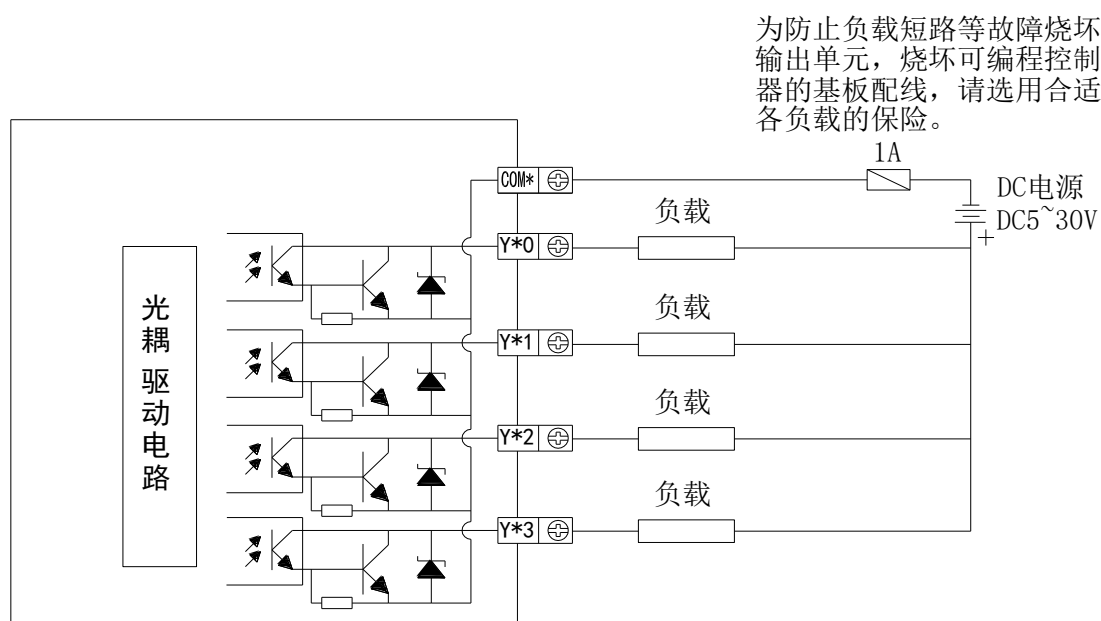 为防止负载短路等故障烧坏
输出单元，烧坏可编程控制
器的基板配线，请选用合适
各负载的保险。
1A
COM*
DC电源
DC5~30V
+
负载
Y*0
负载
Y*1
负载
Y*2
负载
Y*3
光耦驱动电路